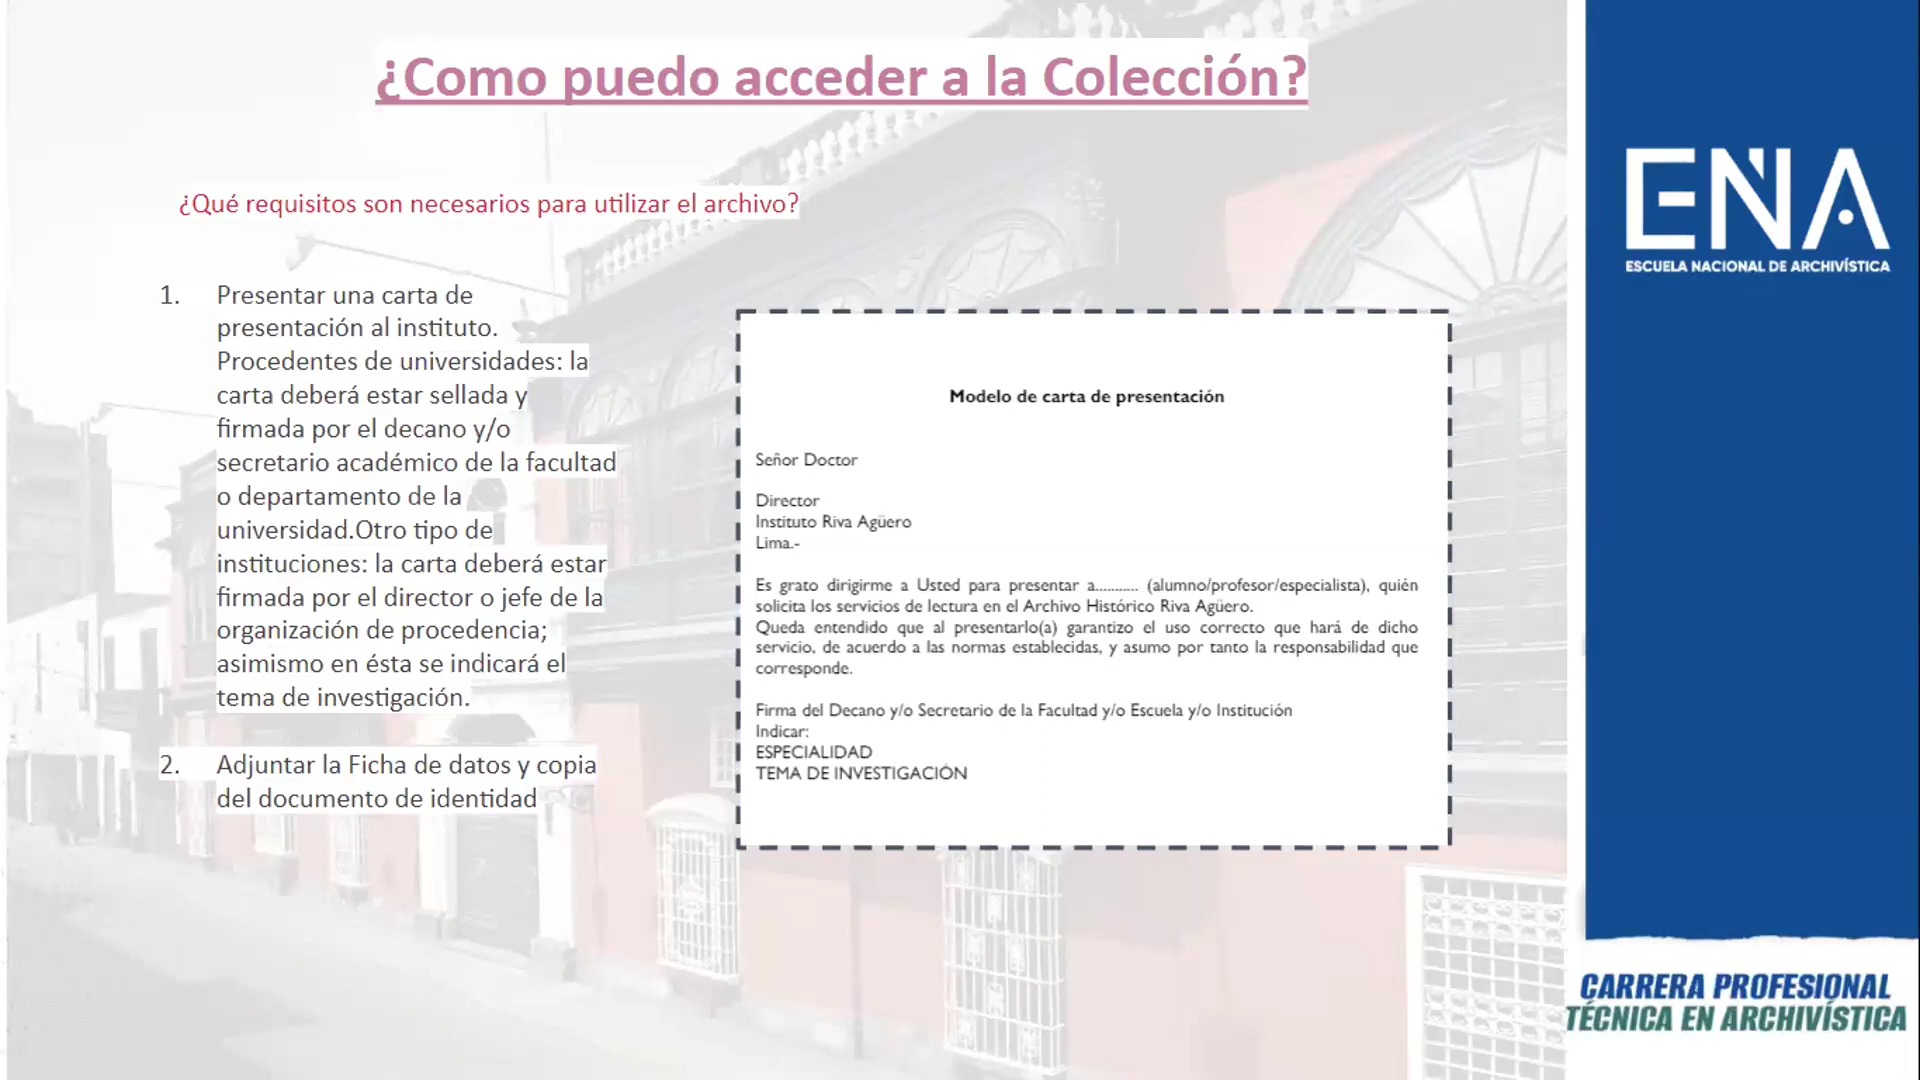 ¿Como puedo acceder a la Colección?
¿Qué requisitos son necesarios para utilizar el archivo?
1. Presentar una carta de
presentación al instituto.
Procedentes de universidades: la
carta deberá estar sellada y
firmada por el decano y/o
secretario académico de la facultad
o departamento de la
universidad.Otro tipo de
instituciones: la carta deberá estar
firmada por el director o jefe de la
organización de procedencia;
asimismo en ésta se indicará el
tema de investigación.
2. Adjuntar la Ficha de datos y copia
del documento de identidad
Modelo de carta de presentación
Señor Doctor
Director
Instituto Riva Agüero
Lima.-
Es grato dirigirme a Usted para presentar a........... (alumno/profesor/especialista), quién
solicita los servicios de lectura en el Archivo Histórico Riva Agüero.
Queda entendido que al presentarlo(a) garantizo el uso correcto que hará de dicho
servicio, de acuerdo a las normas establecidas, y asumo por tanto la responsabilidad que
corresponde.
Firma del Decano y/o Secretario de la Facultad y/o Escuela y/o Institución
Indicar:
ESPECIALIDAD
TEMA DE INVESTIGACIÓN
ENA
ESCUELA NACIONAL DE ARCHIVÍSTICA
CARRERA PROFESIONAL
TÉCNICA EN ARCHIVÍSTICA